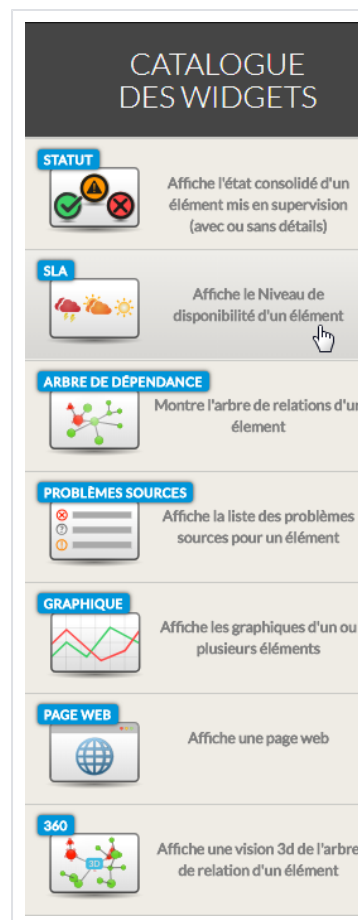 CATALOGUE
DES WIDGETS
STATUT
Affiche l'état consolidé d'un
élément mis en supervision
(avec ou sans détails)
SLA
Affiche le Niveau de
disponibilité d'un élément
ARBRE DE DÉPENDANCE
Montre l'arbre de relations d'un
élement
PROBLÈMES SOURCES
Affiche la liste des problèmes
sources pour un élément
GRAPHIQUE
Affiche les graphiques d'un ou
plusieurs éléments
PAGE WEB
Affiche une page web
360
3D
Affiche une vision 3d de l'arbre
de relation d'un élément